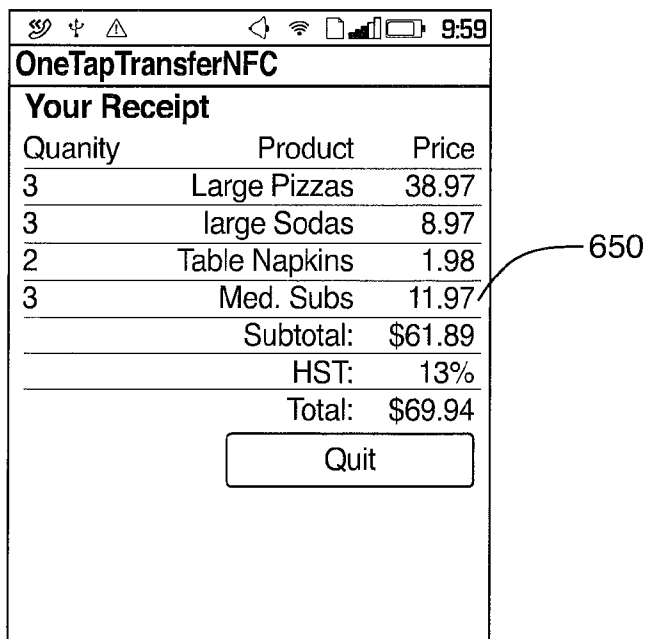 9:59
OneTapTransferNFC
Your Receipt
Quanity Product Price
3 Large Pizzas 38.97
3 large Sodas 8.97
2 Table Napkins 1.98
3 Med. Subs 11.97
650
Subtotal: $61.89
HST: 13%
Total: $69.94
Quit